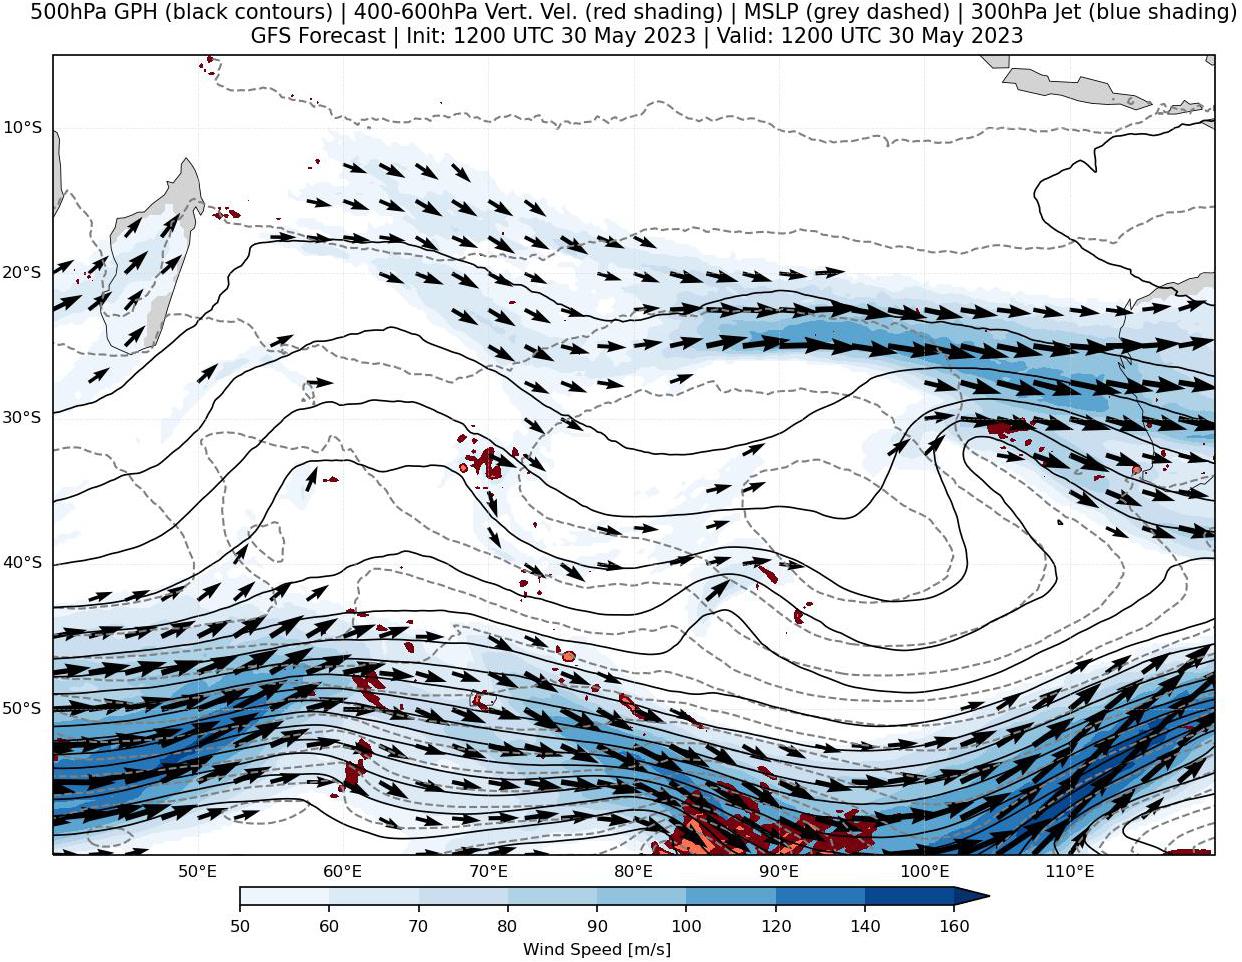 500hPa GPH (black contours) | 400-600hPa Vert. Vel. (red shading) | MSLP (grey dashed) | 300hPa Jet (blue shading)
GFS Forecast | Init: 1200 UTC 30 May 2023 | Valid: 1200 UTC 30 May 2023
10°S
20°S
30°S
40°S
50°S
50°E 60°E 70°E 80°E 90°E 100°E 110°E
50 60 70 80 90 100 120 140 160
Wind Speed [m/s]